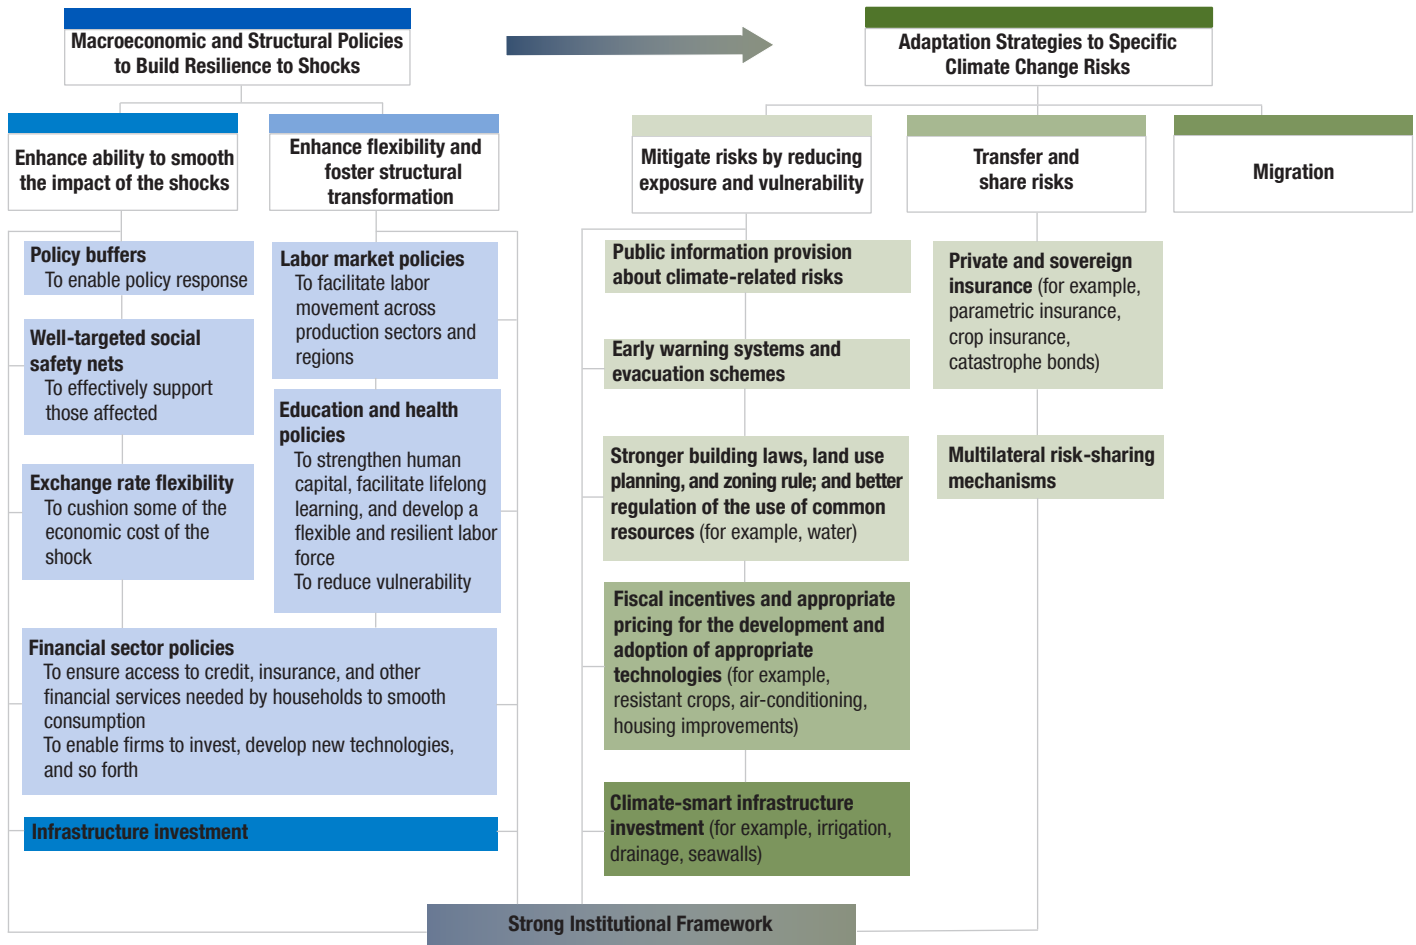 Macroeconomic and Structural Policies
to Build Resilience to Shocks
Adaptation Strategies to Specific
Climate Change Risks
Enhance ability to smooth
the impact of the shocks
Enhance flexibility and
foster structural
transformation
Mitigate risks by reducing
exposure and vulnerability
Transfer and
share risks
Migration
Policy buffers
To enable policy response
Well-targeted social
safety nets
To effectively support
those affected
Exchange rate flexibility
To cushion some of the
economic cost of the
shock
Labor market policies
To facilitate labor
movement across
production sectors and
regions
Education and health
policies
To strengthen human
capital, facilitate lifelong
learning, and develop a
flexible and resilient labor
force
To reduce vulnerability
Financial sector policies
To ensure access to credit, insurance, and other
financial services needed by households to smooth
consumption
To enable firms to invest, develop new technologies,
and so forth
Infrastructure investment
Public information provision
about climate-related risks
Early warning systems and
evacuation schemes
Stronger building laws, land use
planning, and zoning rule; and better
regulation of the use of common
resources (for example, water)
Fiscal incentives and appropriate
pricing for the development and
adoption of appropriate
technologies (for example,
resistant crops, air-conditioning,
housing improvements)
Climate-smart infrastructure
investment (for example, irrigation,
drainage, seawalls)
Private and sovereign
insurance (for example,
parametric insurance,
crop insurance,
catastrophe bonds)
Multilateral risk-sharing
mechanisms
Strong Institutional Framework